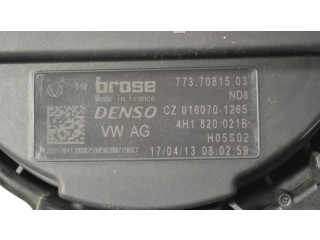 14V brose 773.70815.03
Made in France ND8
DENSO CZ 016070-1265
VW AG 4H1 820 021B
H05S02
17/04/13 08:02:59